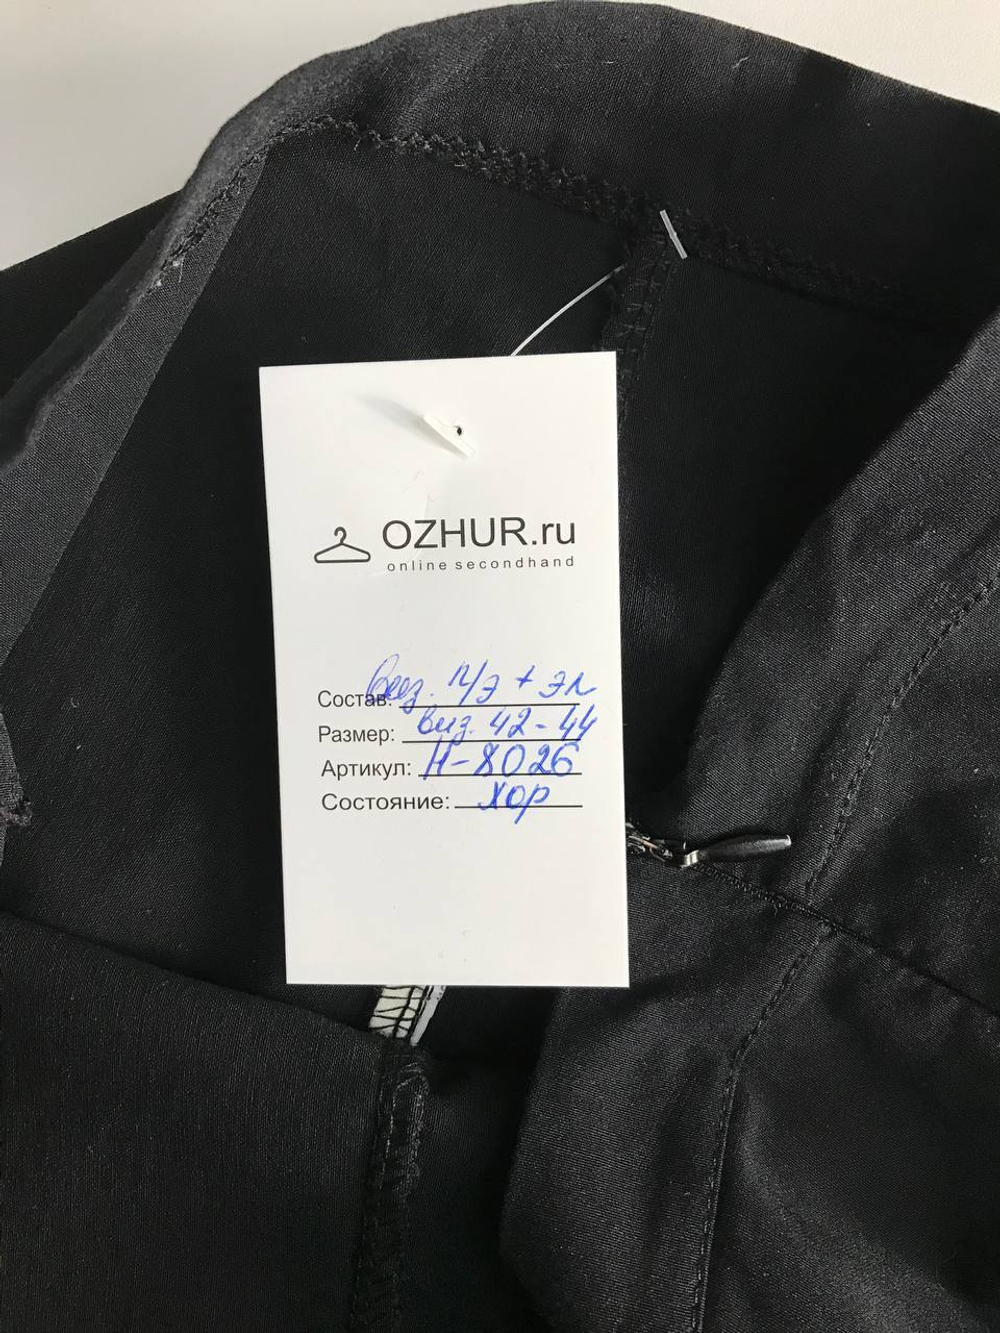 OZHUR.ru
online secondhand
Состав: Виз. п/э + эл
Размер: виз. 42-44
Артикул: Н-8026
Состояние: хор